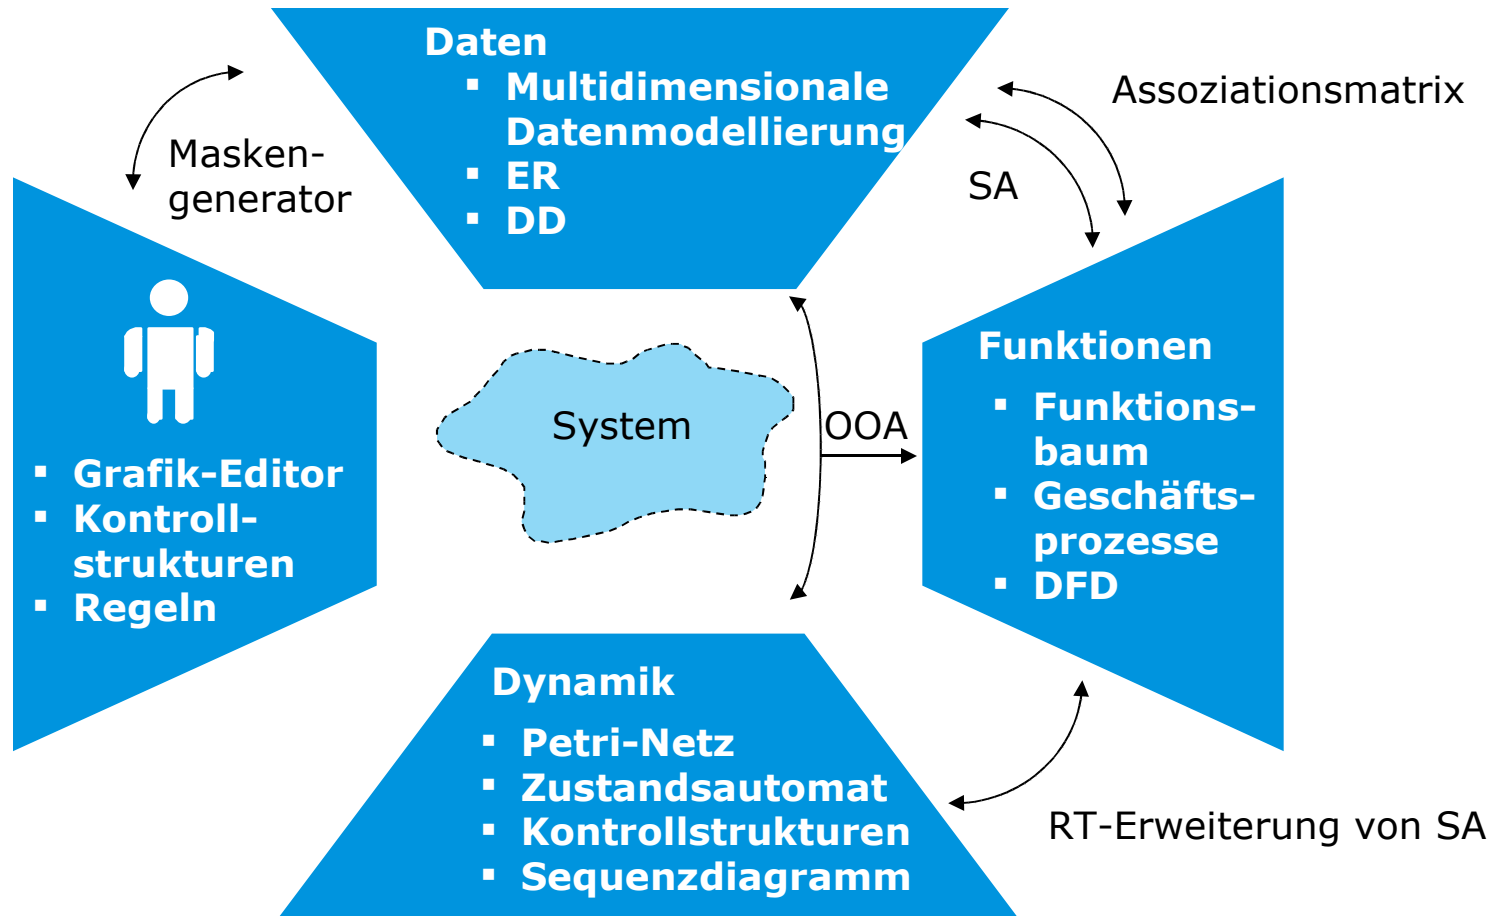 Daten
▪ Multidimensionale
Datenmodellierung
▪ ER
▪ DD
Assoziationsmatrix
SA
Masken-
generator
▪ Grafik-Editor
▪ Kontroll-
strukturen
▪ Regeln
System
OOA
Funktionen
▪ Funktions-
baum
▪ Geschäfts-
prozesse
▪ DFD
Dynamik
▪ Petri-Netz
▪ Zustandsautomat
▪ Kontrollstrukturen
▪ Sequenzdiagramm
RT-Erweiterung von SA